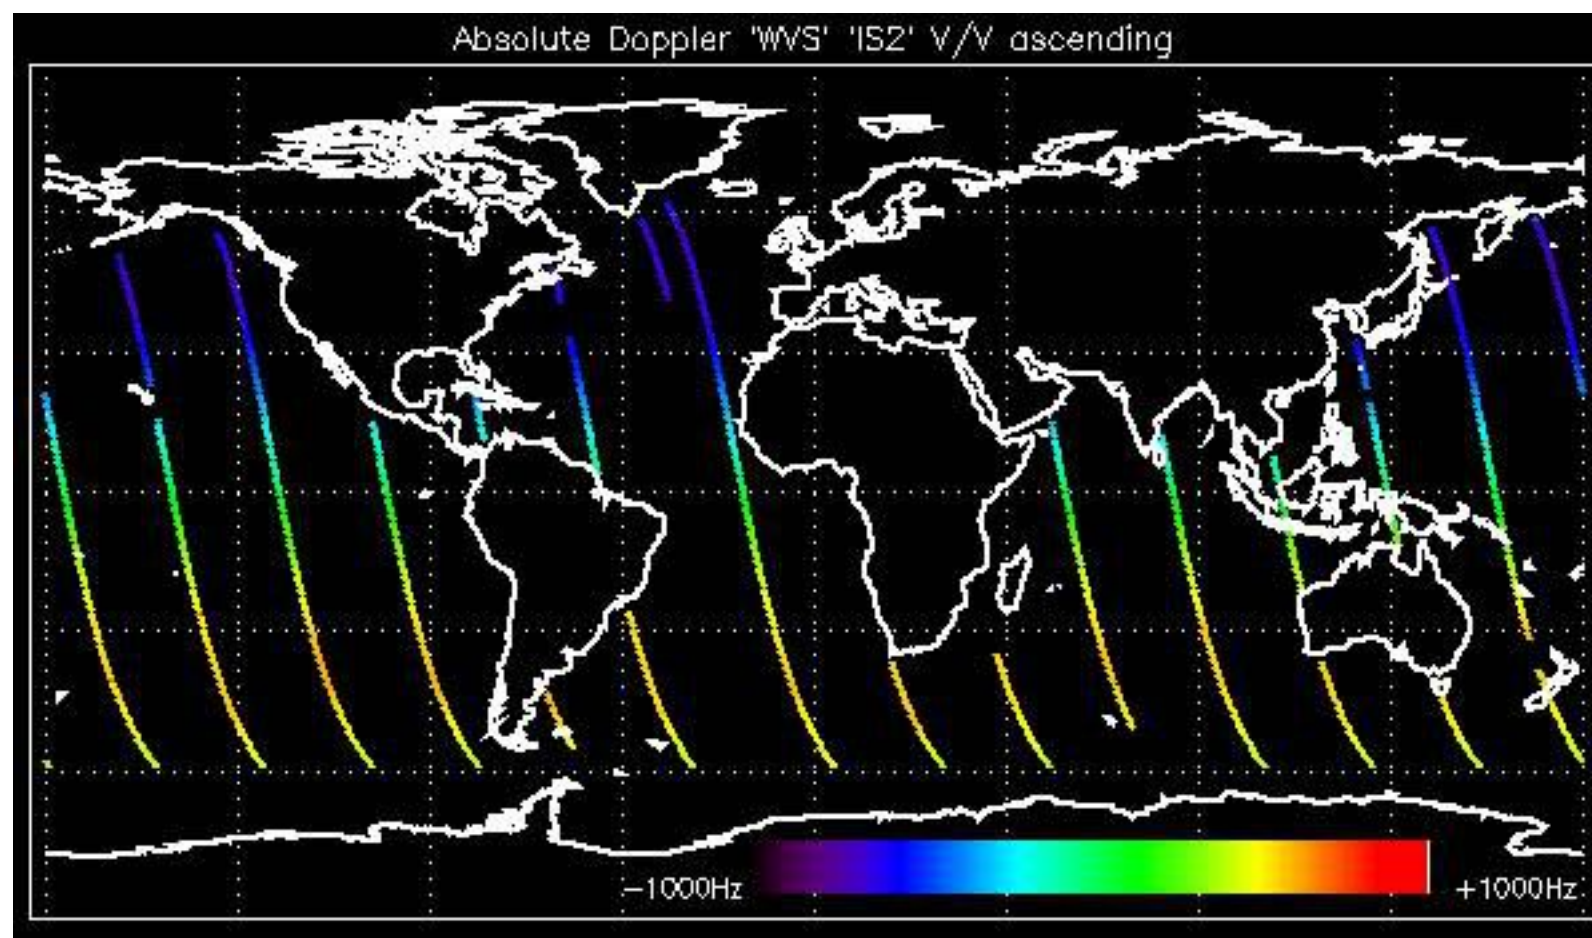 Absolute Doppler 'WVS' 'IS2' V/V ascending
-1000Hz +1000Hz